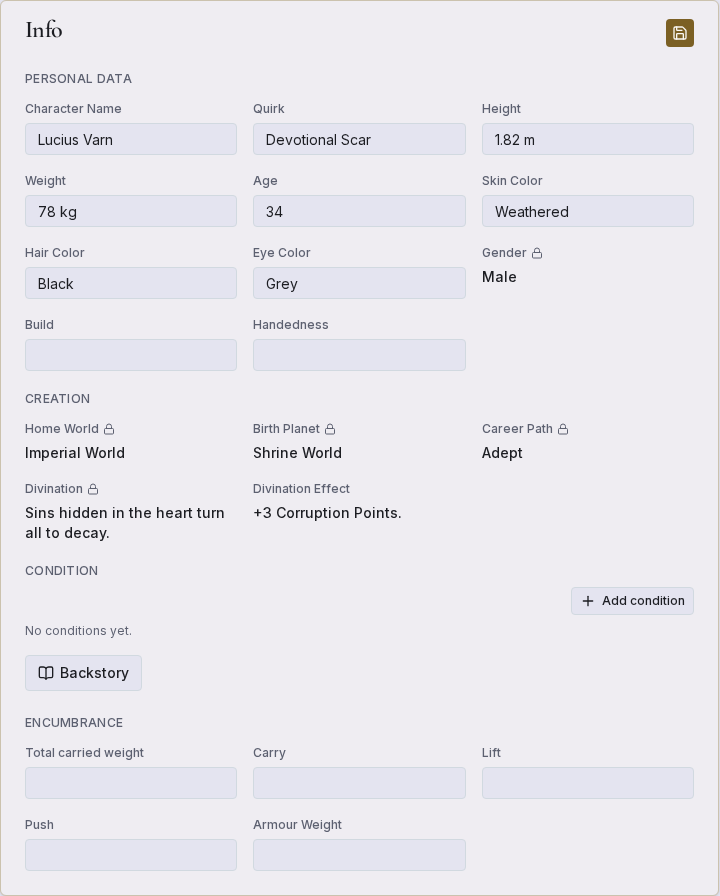 Info
PERSONAL DATA
Character Name Quirk Height
Lucius Varn Devotional Scar 1.82 m
Weight Age Skin Color
78 kg 34 Weathered
Hair Color Eye Color Gender
Black Grey Male
Build Handedness
CREATION
Home World Birth Planet Career Path
Imperial World Shrine World Adept
Divination Divination Effect
Sins hidden in the heart turn +3 Corruption Points.
all to decay.
CONDITION
Add condition
No conditions yet.
Backstory
ENCUMBRANCE
Total carried weight Carry Lift
Push Armour Weight